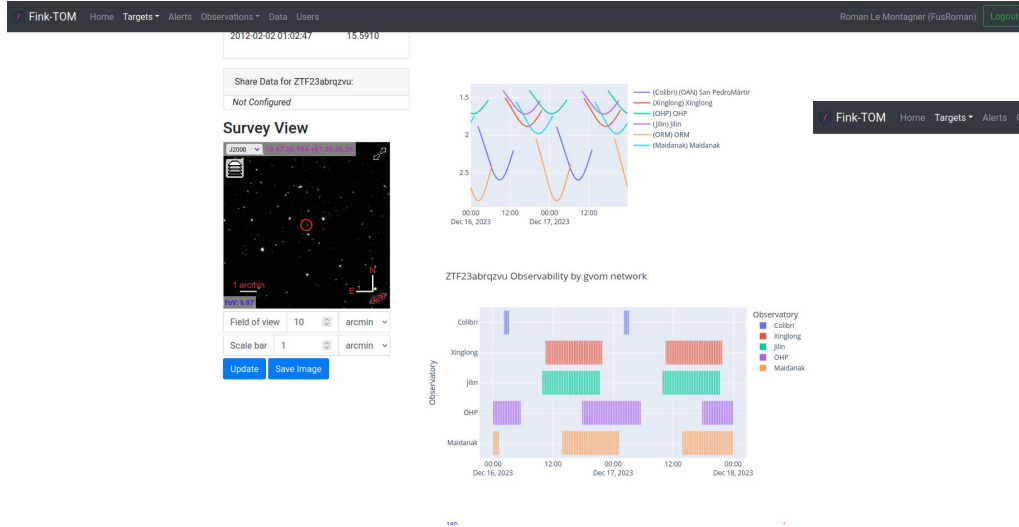 Fink-TOM Home Targets Alerts Observations Data Users Roman Le Montagner (FusRoman) Logout
2012-02-02 01:02:47 15.5910
Share Data for ZTF23abrqzvu:
Not Configured
Survey View
J2000
1 arcmin
N
E
FoV: 9.97'
Field of view 10 arcmin
Scale bar 1 arcmin
Update Save Image
1.5
2
2.5
00:00 12:00 00:00 12:00
Dec 16, 2023 Dec 17, 2023
(Colibri) (OAN) San PedroMártir
(Xinglong) Xinglong
(OHP) OHP
(Jilin) Jilin
(ORM) ORM
(Maidanak) Maidanak
Fink-TOM Home Targets Alerts
ZTF23abrqzvu Observability by gvom network
Observatory
Colibri
Xinglong
Jilin
OHP
Maidanak
00:00 12:00 00:00 12:00 00:00
Dec 16, 2023 Dec 17, 2023 Dec 18, 2023
Observatory
Colibri
Xinglong
Jilin
OHP
Maidanak
180 1